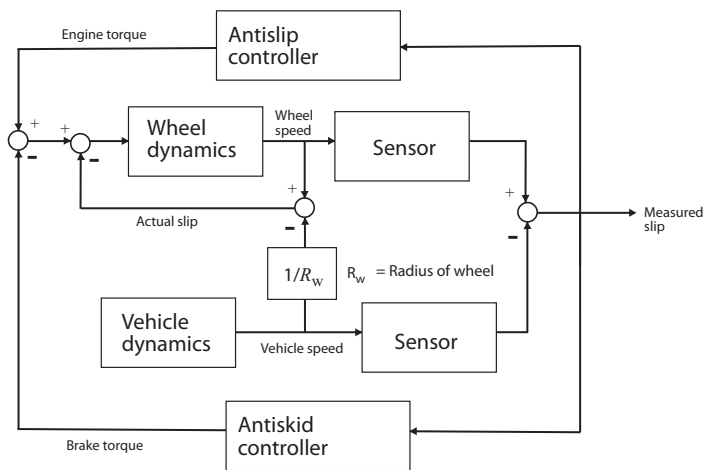 Engine torque
Antislip
controller
+
+
−
−
Wheel
dynamics
Wheel
speed
Sensor
+
+
−
−
Actual slip
Measured
slip
1/Rw
Rw = Radius of wheel
Vehicle
dynamics
Vehicle speed
Sensor
Antiskid
controller
Brake torque